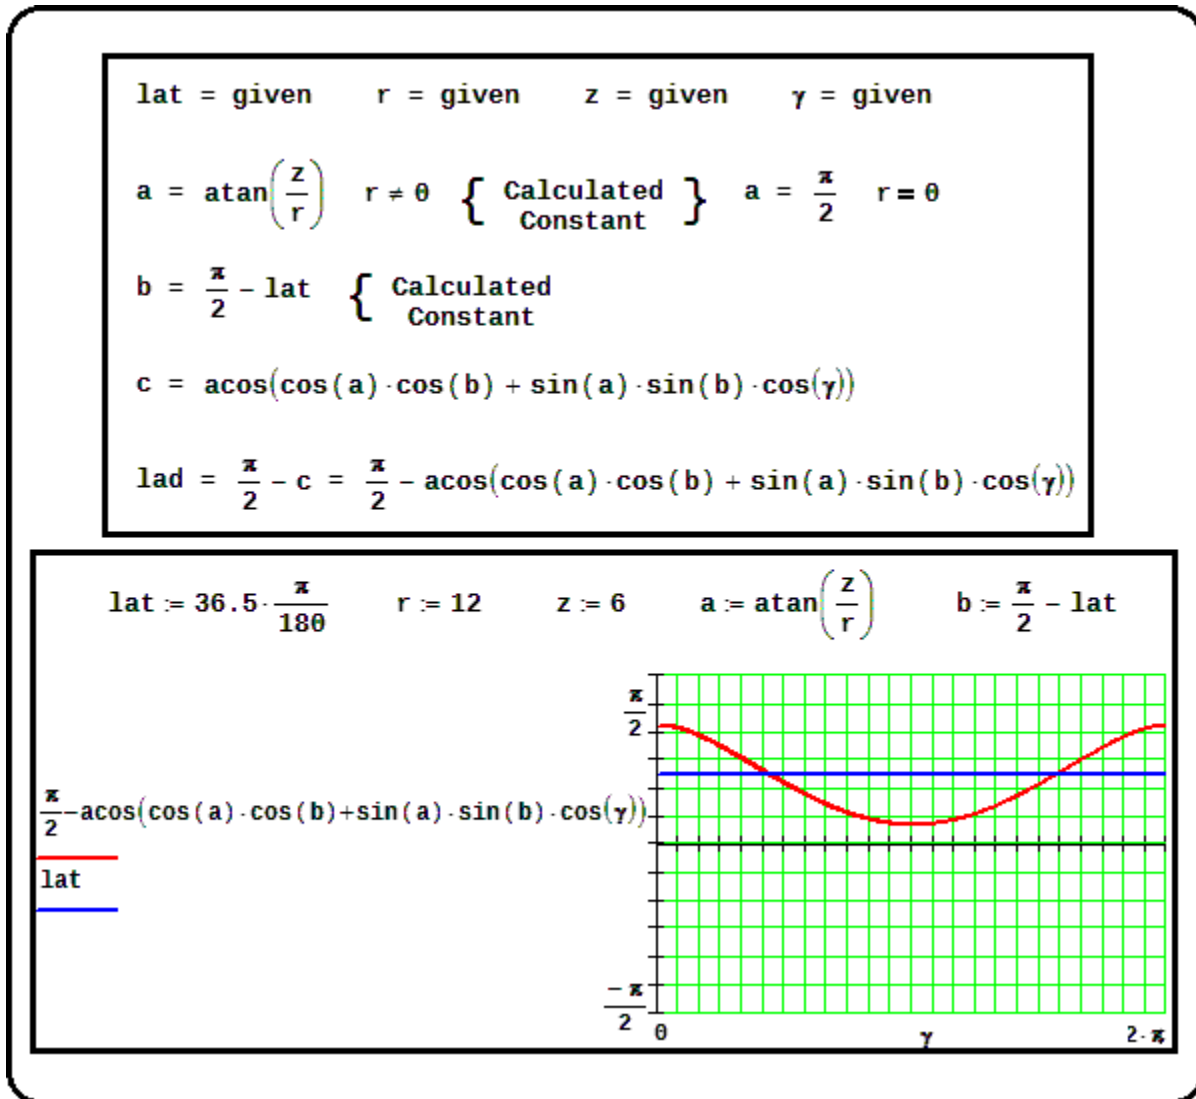 lat = given r = given z = given γ = given
a = atan(z/r) r ≠ 0 { Calculated Constant } a = π/2 r = 0
b = π/2 − lat { Calculated Constant
c = acos(cos(a)·cos(b) + sin(a)·sin(b)·cos(γ))
lad = π/2 − c = π/2 − acos(cos(a)·cos(b) + sin(a)·sin(b)·cos(γ))
lat := 36.5·π/180 r := 12 z := 6 a := atan(z/r) b := π/2 − lat
π/2
π/2−acos(cos(a)·cos(b)+sin(a)·sin(b)·cos(γ))
lat
−π/2
0 γ 2·π